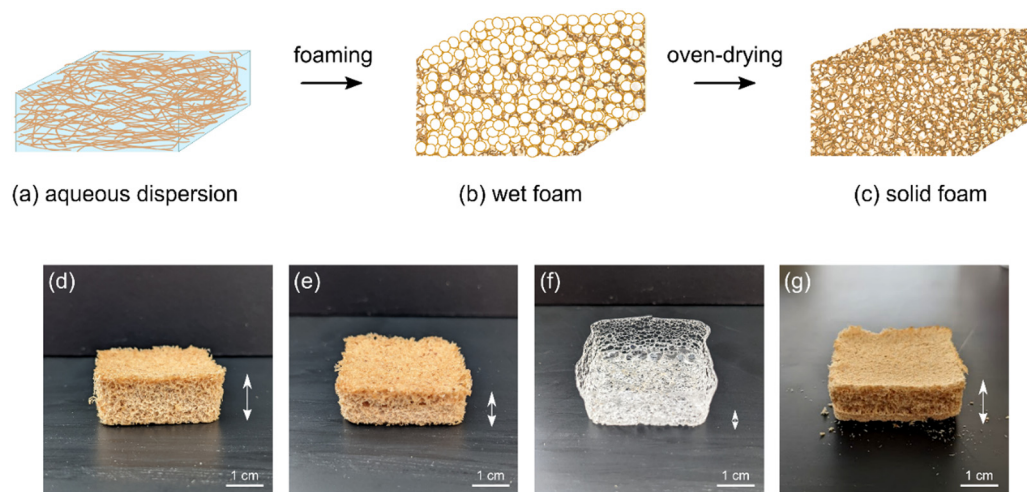 foaming
oven-drying
(a) aqueous dispersion
(b) wet foam
(c) solid foam
(d)
(e)
(f)
(g)
1 cm
1 cm
1 cm
1 cm